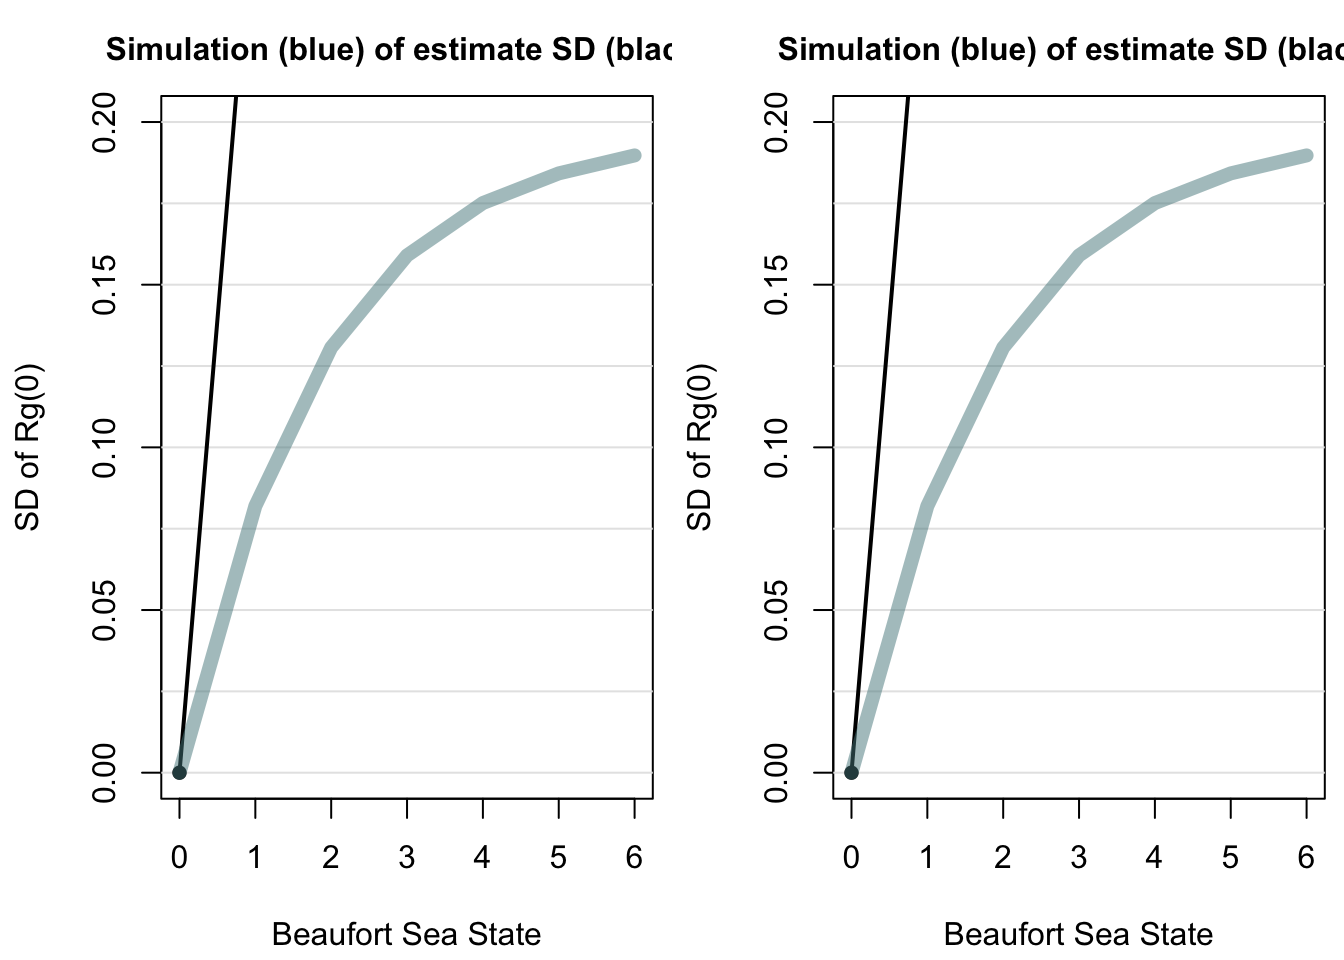 Simulation (blue) of estimate SD (blac
0.20
0.15
0.10
0.05
0.00
SD of Rg(0)
0 1 2 3 4 5 6
Beaufort Sea State
Simulation (blue) of estimate SD (blac
0.20
0.15
0.10
0.05
0.00
SD of Rg(0)
0 1 2 3 4 5 6
Beaufort Sea State